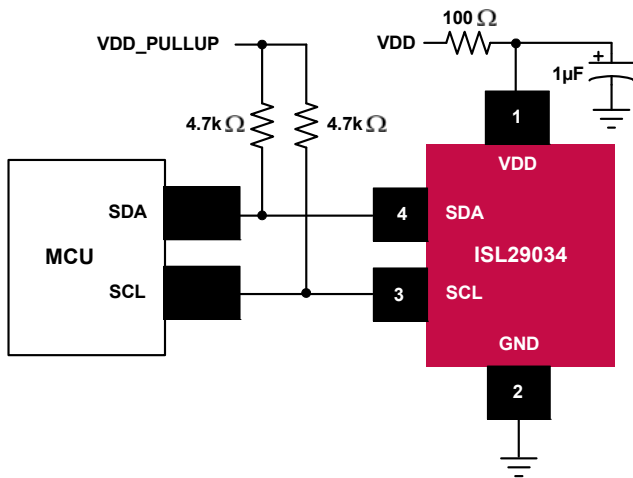 100 Ω
VDD_PULLUP
VDD
1µF
+
4.7k Ω
4.7k Ω
1
VDD
SDA
4
SDA
MCU
ISL29034
SCL
3
SCL
GND
2